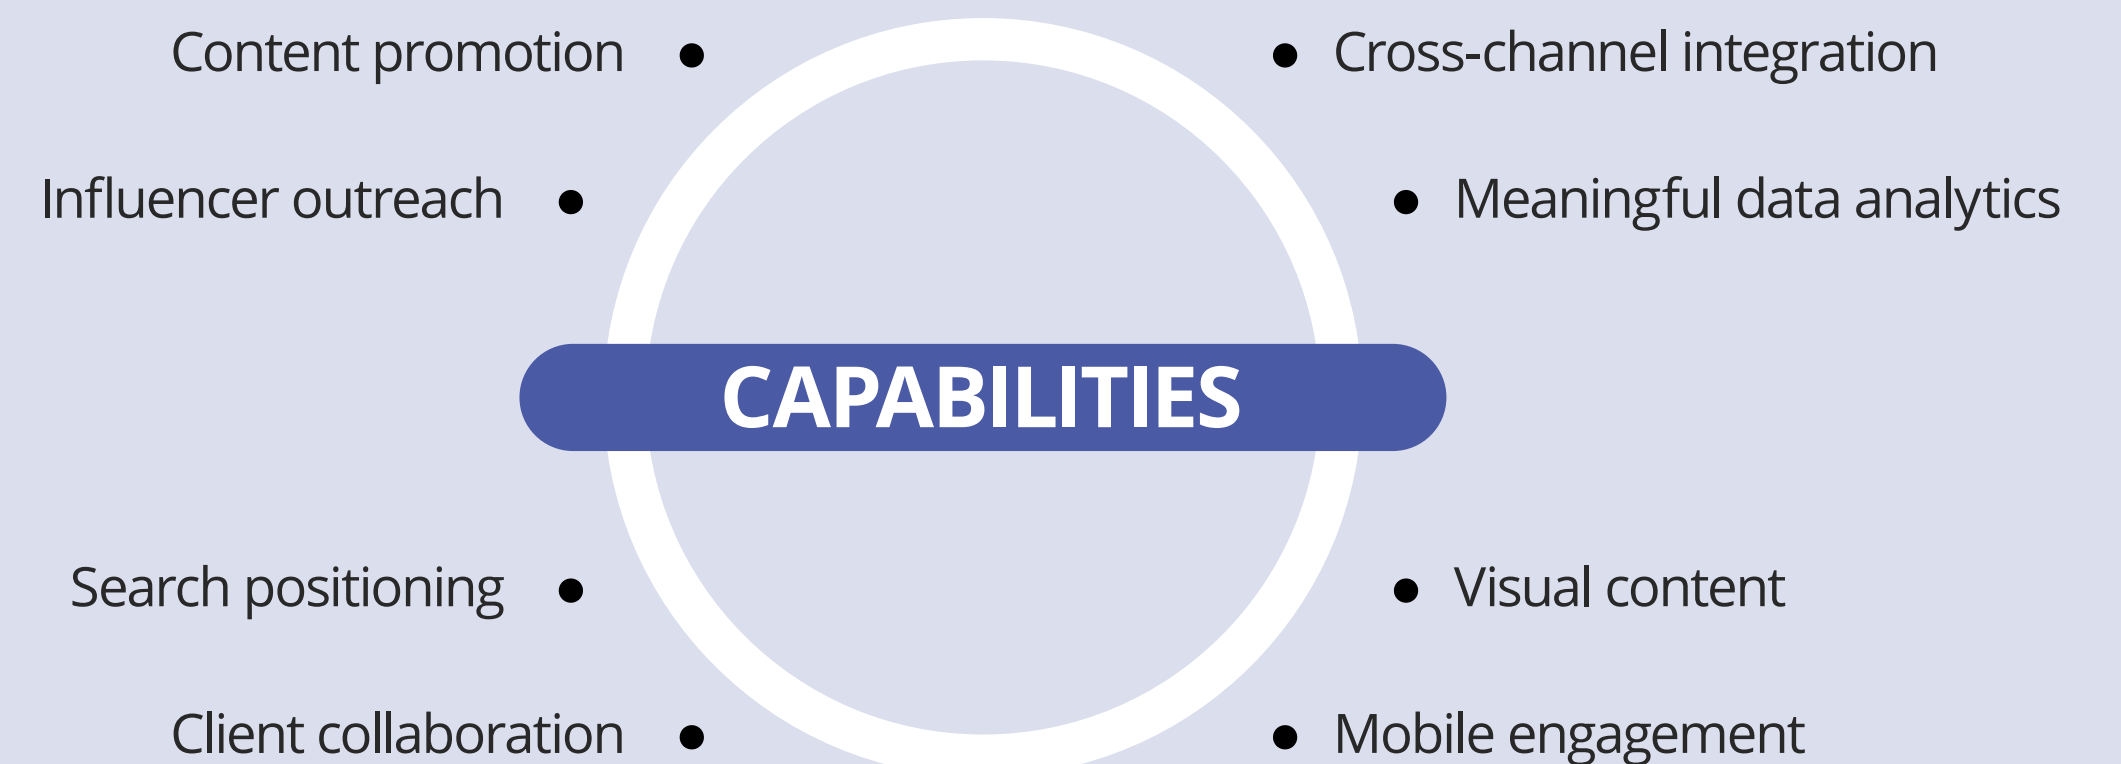 Content promotion ●
● Cross-channel integration
Influencer outreach ●
● Meaningful data analytics
CAPABILITIES
Search positioning ●
● Visual content
Client collaboration ●
● Mobile engagement